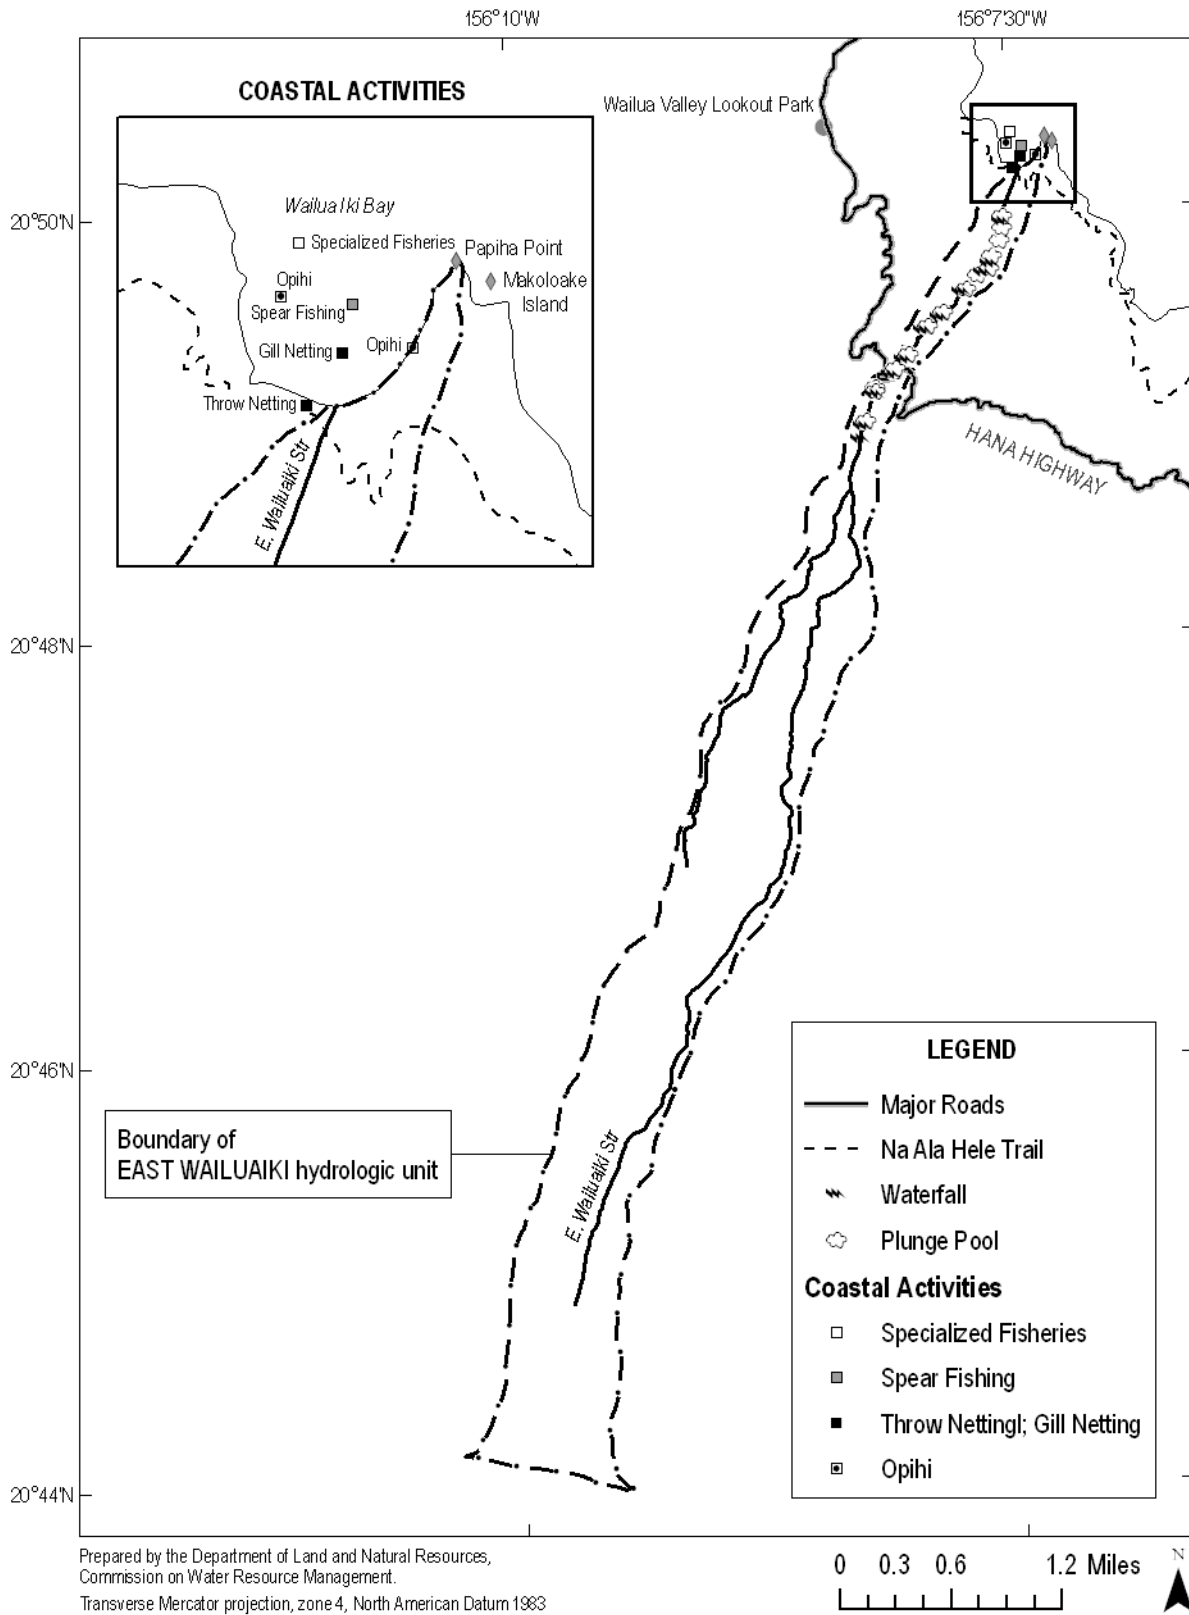 156°10'W
156°7'30"W
COASTAL ACTIVITIES
Wailua Valley Lookout Park
Wailua Iki Bay
20°50'N
Specialized Fisheries
Papiha Point
Opihi
Makoloake
Island
Spear Fishing
Gill Netting
Opihi
Throw Netting
E. Wailuaiki Str
HANA HIGHWAY
20°48'N
20°46'N
LEGEND
Major Roads
Na Ala Hele Trail
Waterfall
Plunge Pool
Coastal Activities
Specialized Fisheries
Spear Fishing
Throw Nettingl; Gill Netting
Opihi
Boundary of
EAST WAILUAIKI hydrologic unit
E. Wailuaiki Str
20°44'N
Prepared by the Department of Land and Natural Resources,
Commission on Water Resource Management.
Transverse Mercator projection, zone 4, North American Datum 1983
0 0.3 0.6 1.2 Miles
N